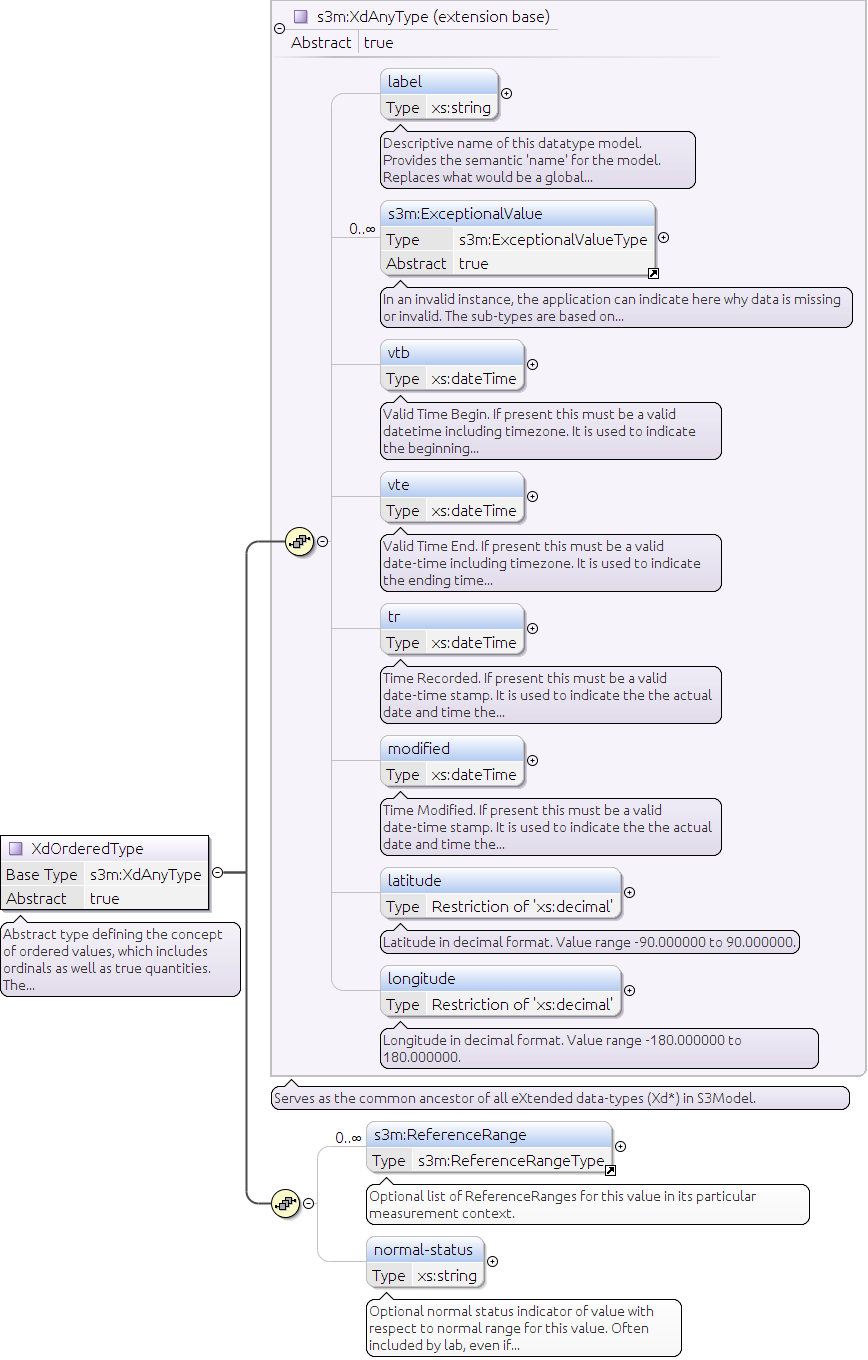 s3m:XdAnyType (extension base)
Abstract true
label
Type xs:string
Descriptive name of this datatype model.
Provides the semantic 'name' for the model.
Replaces what would be a global...
0..∞
s3m:ExceptionalValue
Type s3m:ExceptionalValueType
Abstract true
In an invalid instance, the application can indicate here why data is missing
or invalid. The sub-types are based on...
vtb
Type xs:dateTime
Valid Time Begin. If present this must be a valid
datetime including timezone. It is used to indicate
the beginning...
vte
Type xs:dateTime
Valid Time End. If present this must be a valid
date-time including timezone. It is used to indicate
the ending time...
tr
Type xs:dateTime
Time Recorded. If present this must be a valid
date-time stamp. It is used to indicate the the actual
date and time the...
modified
Type xs:dateTime
Time Modified. If present this must be a valid
date-time stamp. It is used to indicate the the actual
date and time the...
XdOrderedType
Base Type s3m:XdAnyType
Abstract true
Abstract type defining the concept
of ordered values, which includes
ordinals as well as true quantities.
The...
latitude
Type Restriction of 'xs:decimal'
Latitude in decimal format. Value range -90.000000 to 90.000000.
longitude
Type Restriction of 'xs:decimal'
Longitude in decimal format. Value range -180.000000 to
180.000000.
Serves as the common ancestor of all eXtended data-types (Xd*) in S3Model.
0..∞
s3m:ReferenceRange
Type s3m:ReferenceRangeType
Optional list of ReferenceRanges for this value in its particular
measurement context.
normal-status
Type xs:string
Optional normal status indicator of value with
respect to normal range for this value. Often
included by lab, even if...